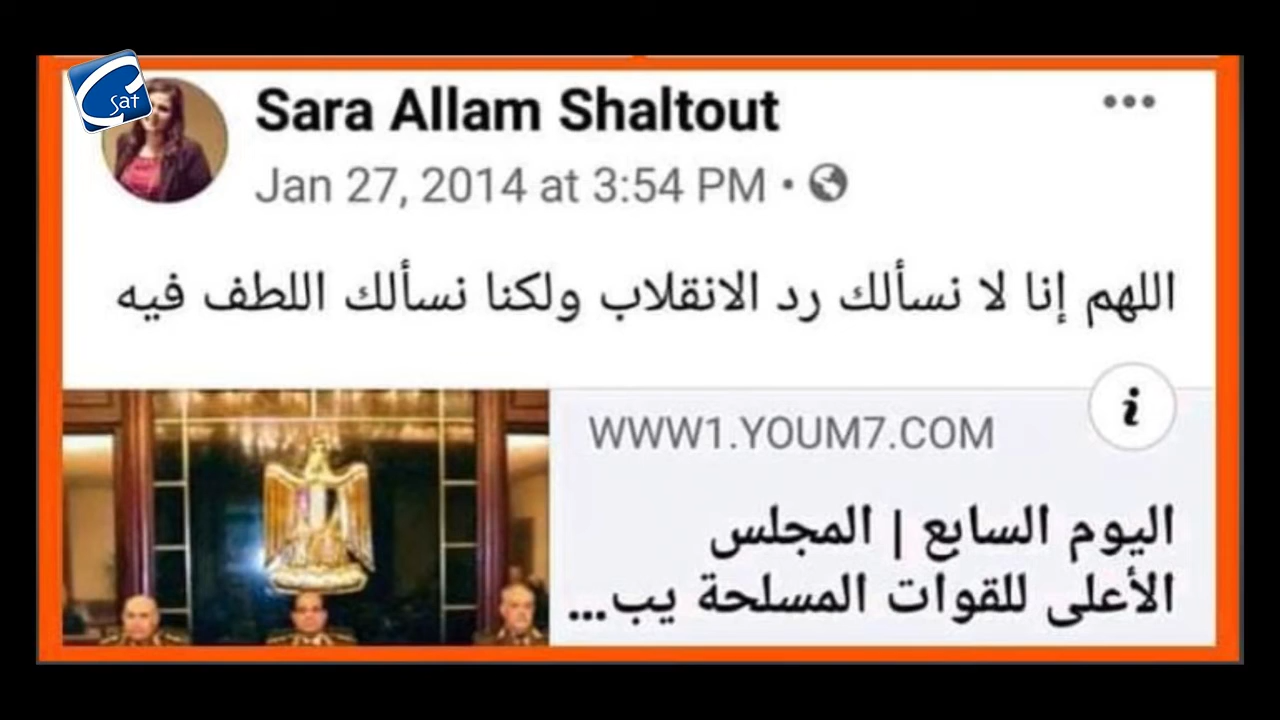 C Sat
Sara Allam Shaltout
Jan 27, 2014 at 3:54 PM •
اللهم إنا لا نسألك رد الانقلاب ولكنا نسألك اللطف فيه
WWW1.YOUM7.COM
اليوم السابع | المجلس
الأعلى للقوات المسلحة يب...